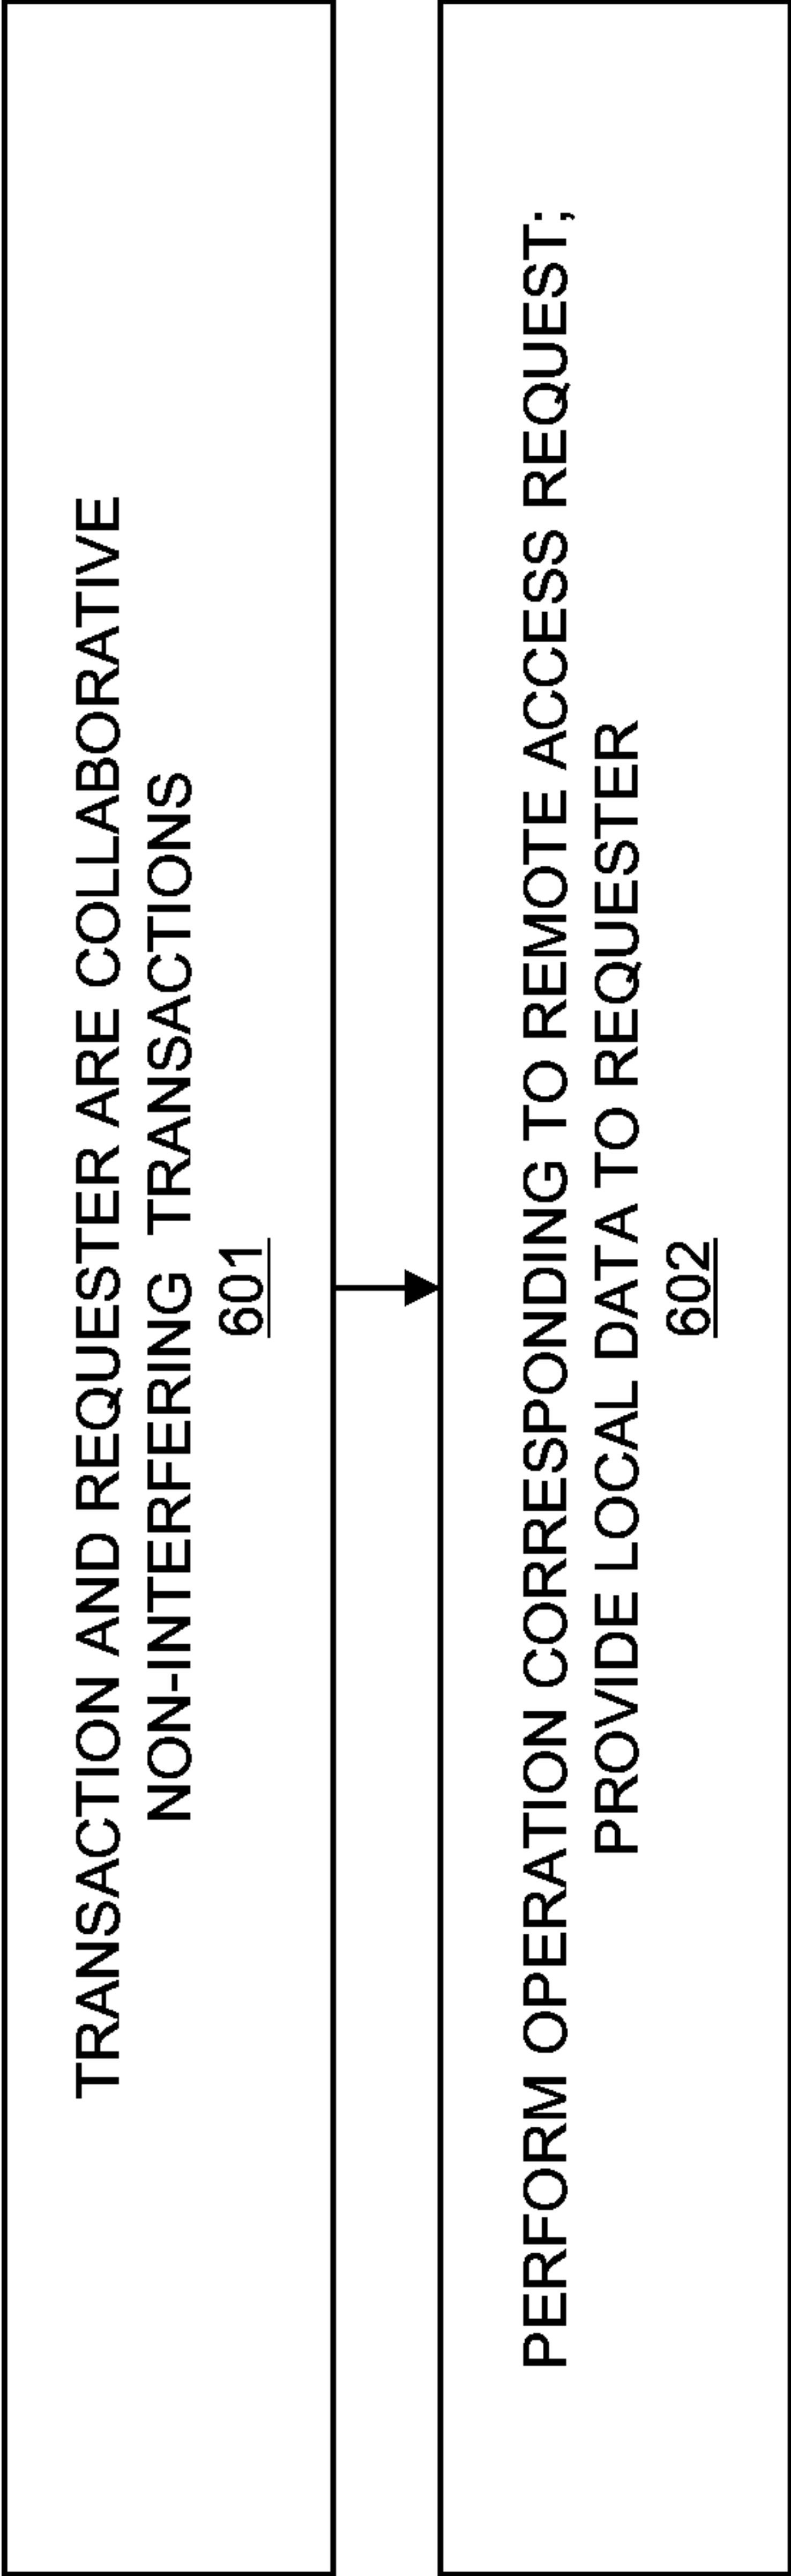 TRANSACTION AND REQUESTER ARE COLLABORATIVE
NON-INTERFERING TRANSACTIONS
601
PERFORM OPERATION CORRESPONDING TO REMOTE ACCESS REQUEST;
PROVIDE LOCAL DATA TO REQUESTER
602